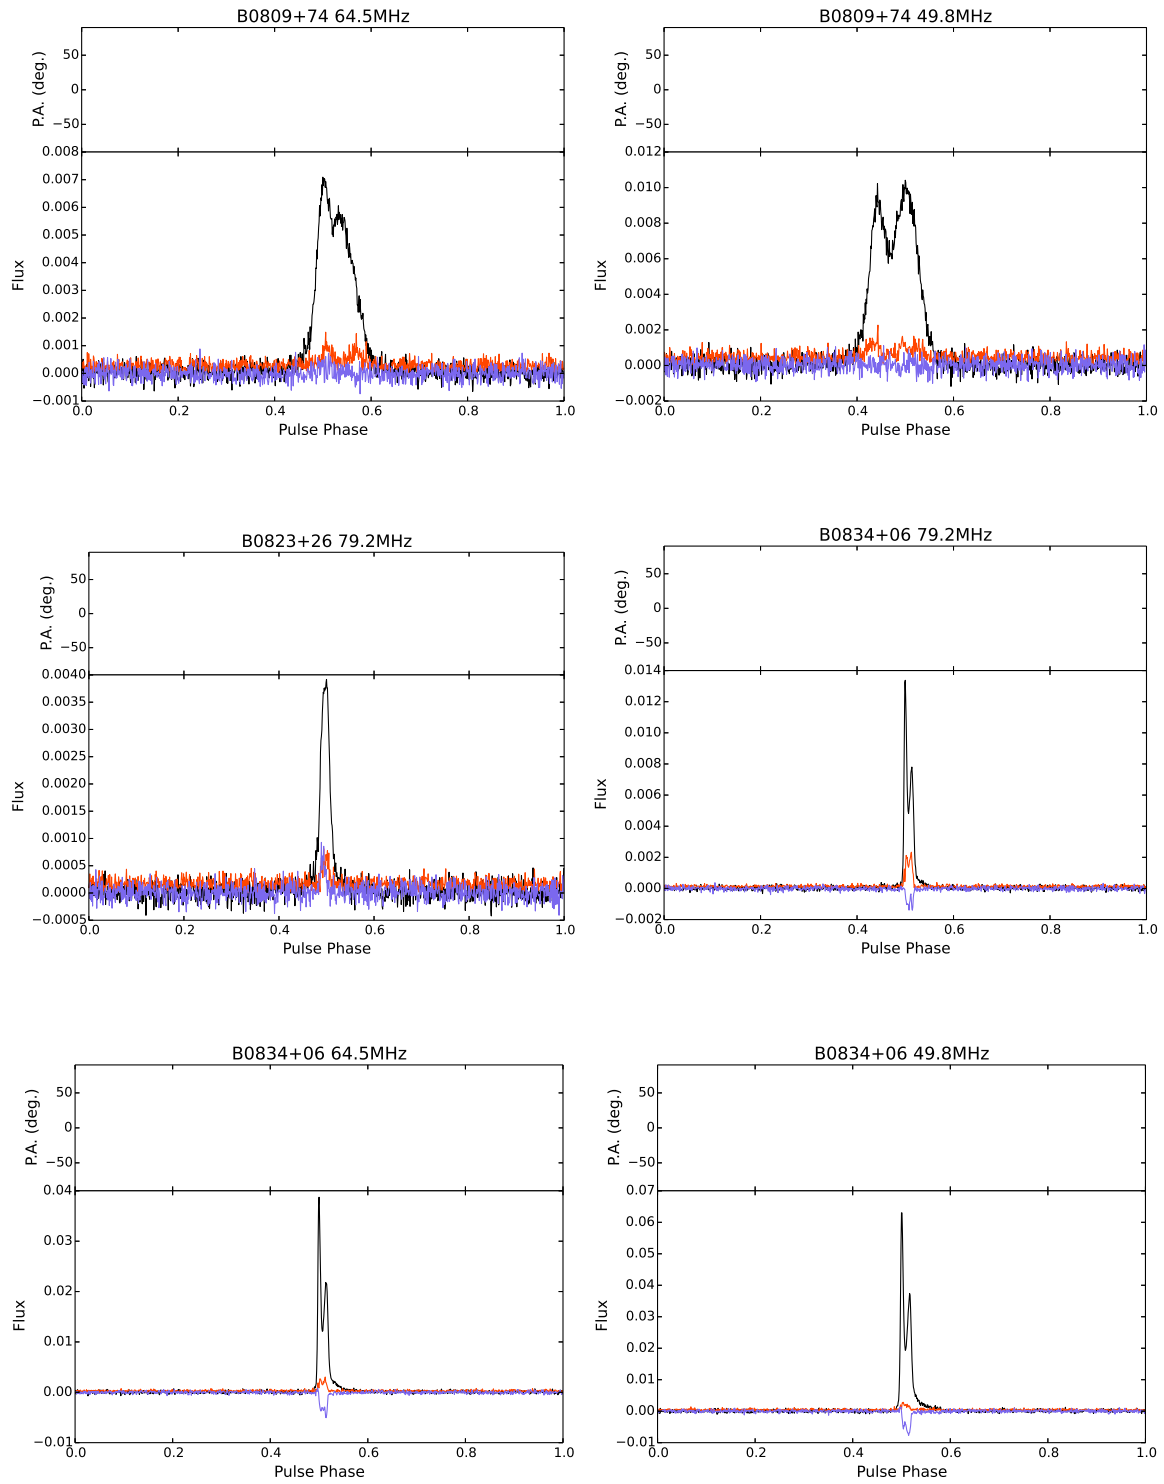 B0809+74 64.5MHz
P.A. (deg.)
50
0
−50
0.008
0.007
0.006
0.005
0.004
0.003
0.002
0.001
0.000
−0.001
Flux
0.0 0.2 0.4 0.6 0.8 1.0
Pulse Phase
B0809+74 49.8MHz
P.A. (deg.)
50
0
−50
0.012
0.010
0.008
0.006
0.004
0.002
0.000
−0.002
Flux
0.0 0.2 0.4 0.6 0.8 1.0
Pulse Phase
B0823+26 79.2MHz
P.A. (deg.)
50
0
−50
0.0040
0.0035
0.0030
0.0025
0.0020
0.0015
0.0010
0.0005
0.0000
−0.0005
Flux
0.0 0.2 0.4 0.6 0.8 1.0
Pulse Phase
B0834+06 79.2MHz
P.A. (deg.)
50
0
−50
0.014
0.012
0.010
0.008
0.006
0.004
0.002
0.000
−0.002
Flux
0.0 0.2 0.4 0.6 0.8 1.0
Pulse Phase
B0834+06 64.5MHz
P.A. (deg.)
50
0
−50
0.04
0.03
0.02
0.01
0.00
−0.01
Flux
0.0 0.2 0.4 0.6 0.8 1.0
Pulse Phase
B0834+06 49.8MHz
P.A. (deg.)
50
0
−50
0.07
0.06
0.05
0.04
0.03
0.02
0.01
0.00
−0.01
Flux
0.0 0.2 0.4 0.6 0.8 1.0
Pulse Phase